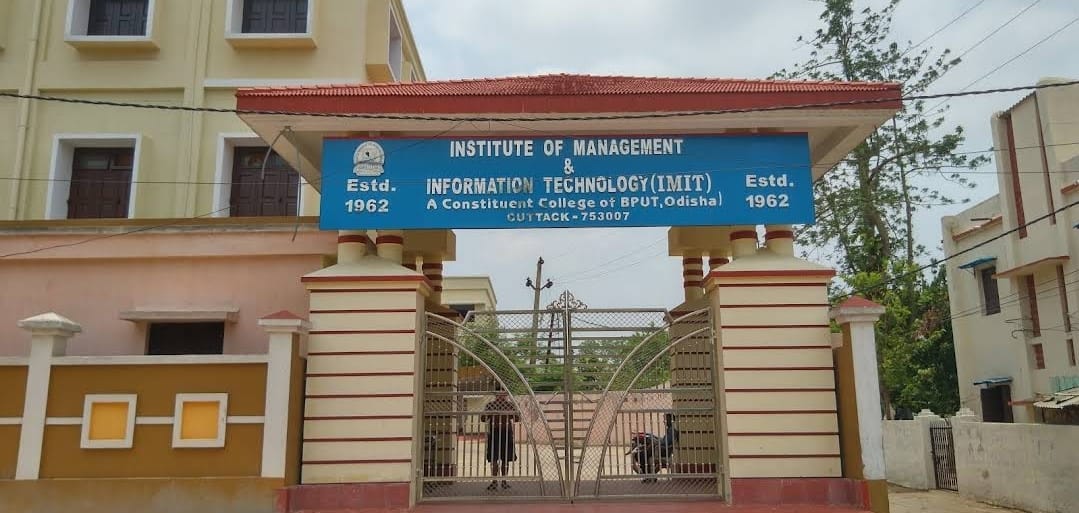 INSTITUTE OF MANAGEMENT
&
INFORMATION TECHNOLOGY(IMIT)
A Constituent College of BPUT,Odisha)
CUTTACK - 753007
Estd.
1962
Estd.
1962